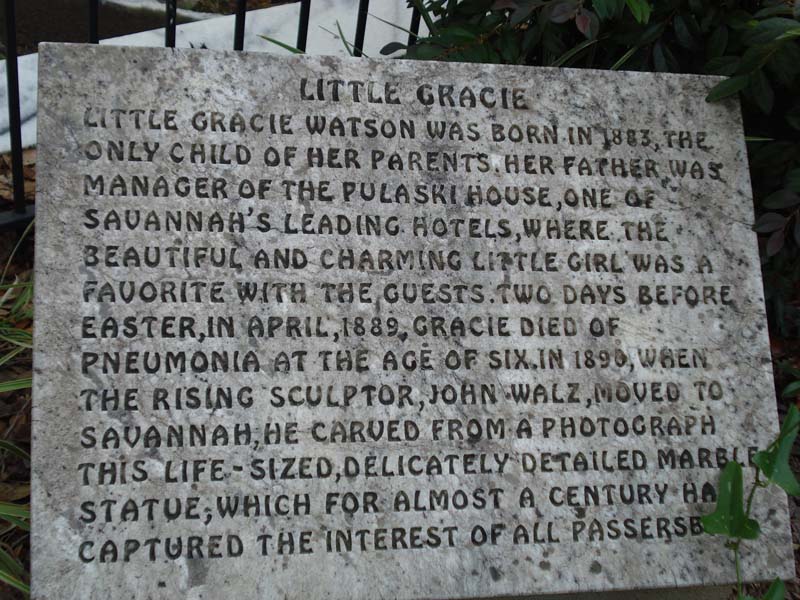 LITTLE GRACIE
LITTLE GRACIE WATSON WAS BORN IN 1883, THE
ONLY CHILD OF HER PARENTS. HER FATHER WAS
MANAGER OF THE PULASKI HOUSE, ONE OF
SAVANNAH'S LEADING HOTELS, WHERE THE
BEAUTIFUL AND CHARMING LITTLE GIRL WAS A
FAVORITE WITH THE GUESTS. TWO DAYS BEFORE
EASTER, IN APRIL, 1889, GRACIE DIED OF
PNEUMONIA AT THE AGE OF SIX. IN 1890, WHEN
THE RISING SCULPTOR, JOHN WALZ, MOVED TO
SAVANNAH, HE CARVED FROM A PHOTOGRAPH
THIS LIFE-SIZED, DELICATELY DETAILED MARBLE
STATUE, WHICH FOR ALMOST A CENTURY HA
CAPTURED THE INTEREST OF ALL PASSERSB